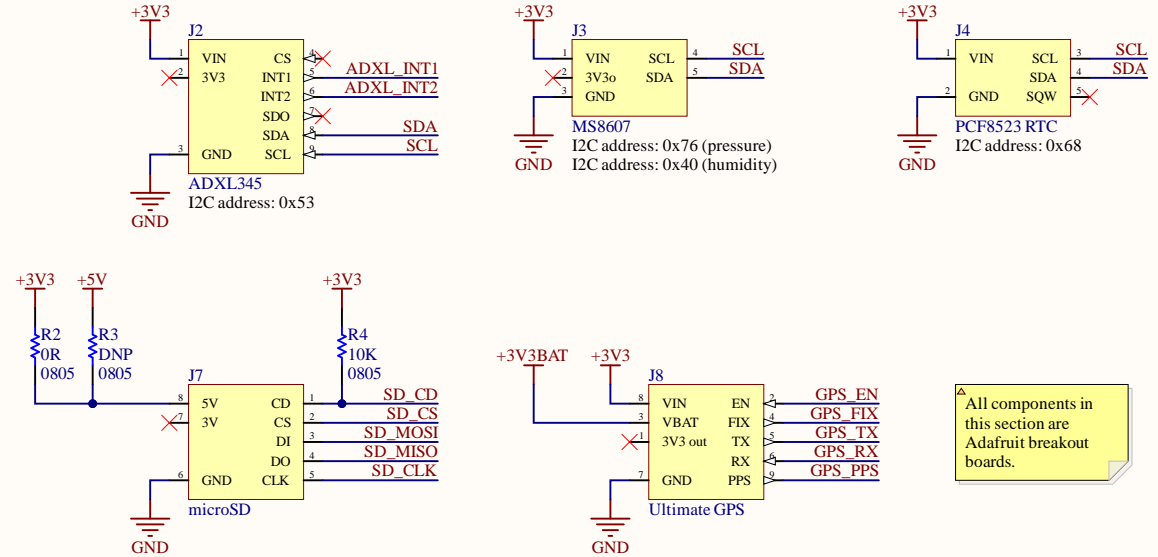 +3V3
J2
1 VIN CS 4
2 3V3 INT1 5 ADXL_INT1
INT2 6 ADXL_INT2
SDO 7
SDA 8 SDA
3 GND SCL 9 SCL
ADXL345
I2C address: 0x53
GND
+3V3
J3
1 VIN SCL 4 SCL
2 3V3o SDA 5 SDA
3 GND
MS8607
I2C address: 0x76 (pressure)
I2C address: 0x40 (humidity)
GND
+3V3
J4
1 VIN SCL 3 SCL
SDA 4 SDA
2 GND SQW 5
PCF8523 RTC
I2C address: 0x68
GND
+3V3 +5V +3V3
R2 R3 R4
0R DNP 10K
0805 0805 0805
J7
8 5V CD 1 SD_CD
7 3V CS 2 SD_CS
DI 3 SD_MOSI
DO 4 SD_MISO
6 GND CLK 5 SD_CLK
microSD
GND
+3V3BAT +3V3
J8
8 VIN EN 2 GPS_EN
3 VBAT FIX 4 GPS_FIX
1 3V3 out TX 5 GPS_TX
RX 6 GPS_RX
7 GND PPS 9 GPS_PPS
Ultimate GPS
GND
All components in
this section are
Adafruit breakout
boards.